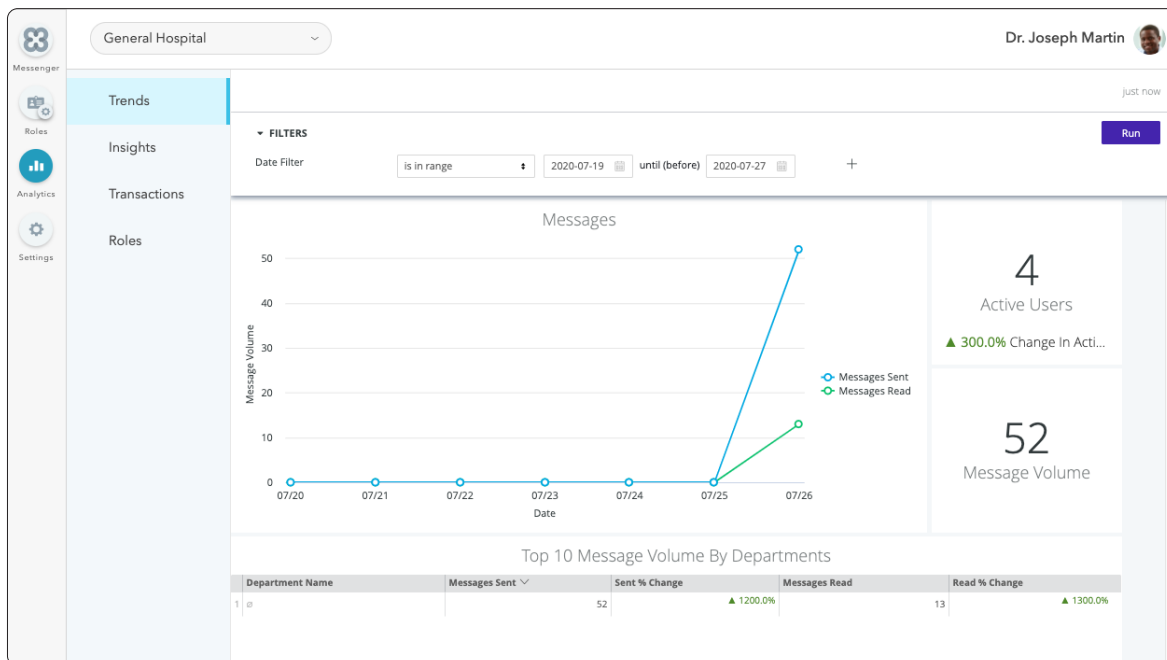 General Hospital
Dr. Joseph Martin
Messenger
Roles
Analytics
Settings
Trends
Insights
Transactions
Roles
just now
FILTERS
Run
Date Filter
is in range
2020-07-19
until (before)
2020-07-27
+
Messages
50
40
30
20
10
0
Message Volume
07/20 07/21 07/22 07/23 07/24 07/25 07/26
Date
Messages Sent
Messages Read
4
Active Users
▲ 300.0% Change In Acti...
52
Message Volume
Top 10 Message Volume By Departments
Department Name Messages Sent Sent % Change Messages Read Read % Change
1 ∅ 52 ▲ 1200.0% 13 ▲ 1300.0%